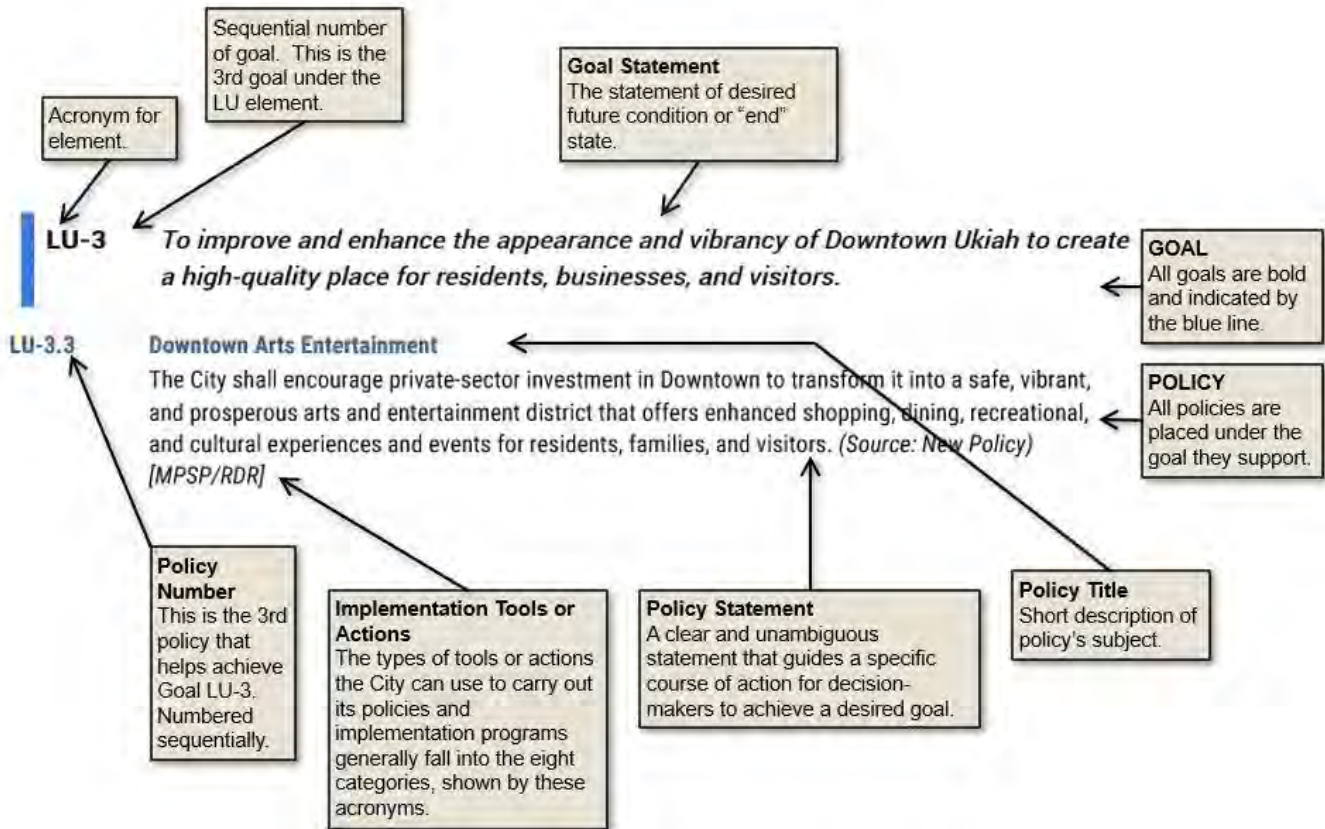 Sequential number
of goal. This is the
3rd goal under the
LU element.
Goal Statement
The statement of desired
future condition or “end”
state.
Acronym for
element.
LU-3 To improve and enhance the appearance and vibrancy of Downtown Ukiah to create
a high-quality place for residents, businesses, and visitors.
GOAL
All goals are bold
and indicated by
the blue line.
LU-3.3 Downtown Arts Entertainment
The City shall encourage private-sector investment in Downtown to transform it into a safe, vibrant,
and prosperous arts and entertainment district that offers enhanced shopping, dining, recreational,
and cultural experiences and events for residents, families, and visitors. (Source: New Policy)
[MPSP/RDR]
POLICY
All policies are
placed under the
goal they support.
Policy
Number
This is the 3rd
policy that
helps achieve
Goal LU-3.
Numbered
sequentially.
Implementation Tools or
Actions
The types of tools or actions
the City can use to carry out
its policies and
implementation programs
generally fall into the eight
categories, shown by these
acronyms.
Policy Statement
A clear and unambiguous
statement that guides a specific
course of action for decision-
makers to achieve a desired goal.
Policy Title
Short description of
policy’s subject.